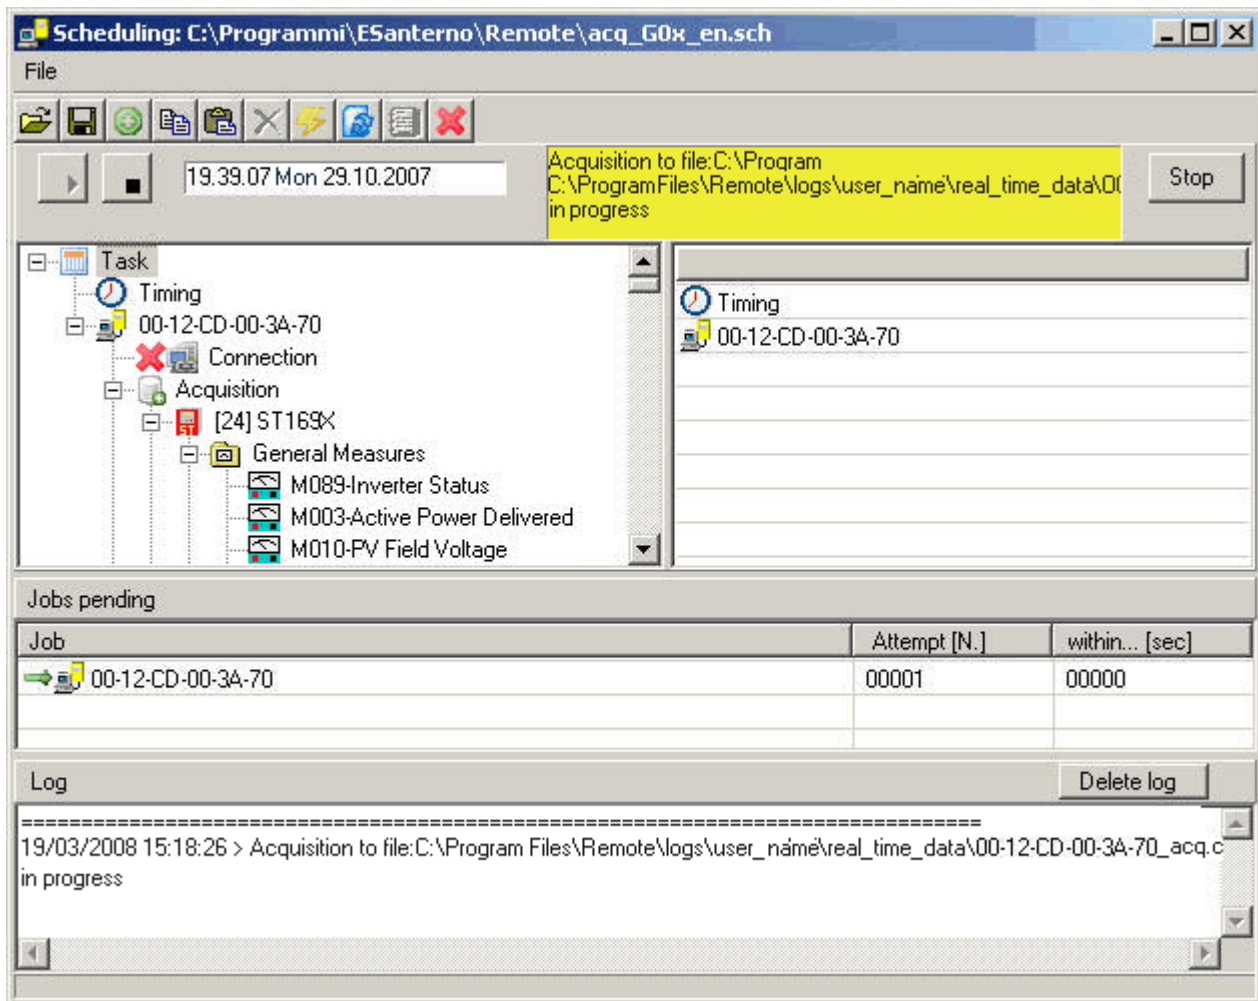 Scheduling: C:\Programmi\ESanterno\Remote\acq_G0x_en.sch
File
19.39.07 Mon 29.10.2007
Acquisition to file:C:\Program
C:\ProgramFiles\Remote\logs\user_name\real_time_data\00
in progress
Stop
Task
Timing
00-12-CD-00-3A-70
Connection
Acquisition
[24] ST169X
General Measures
M089-Inverter Status
M003-Active Power Delivered
M010-PV Field Voltage
Timing
00-12-CD-00-3A-70
Jobs pending
Job Attempt [N.] within... [sec]
00-12-CD-00-3A-70 00001 00000
Log Delete log
================================================================================
19/03/2008 15:18:26 > Acquisition to file:C:\Program Files\Remote\logs\user_name\real_time_data\00-12-CD-00-3A-70_acq.c
in progress